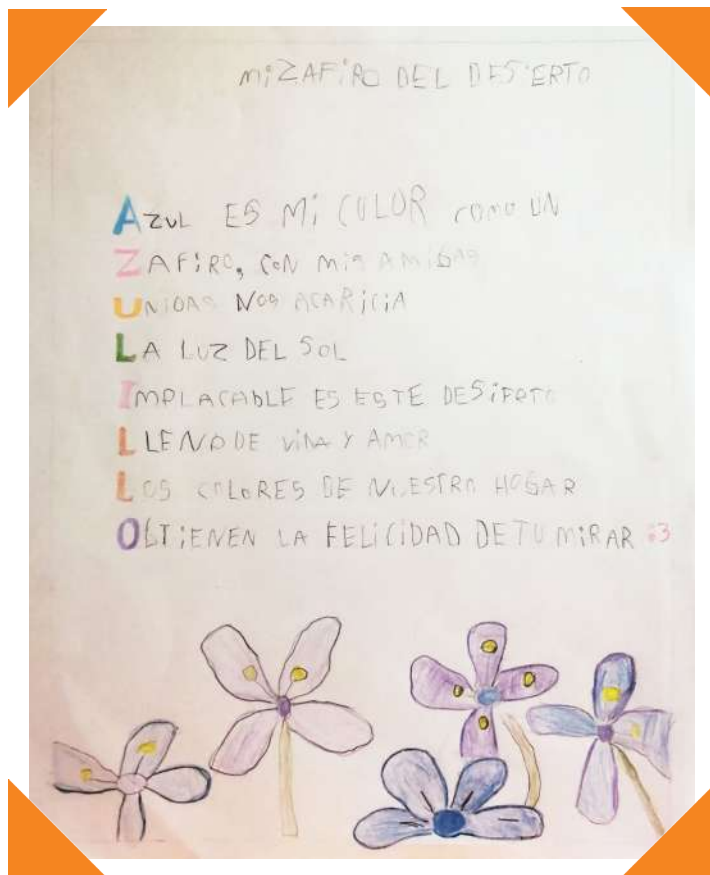 Mi ZAFiRO DEL DESiERTO
AZUL ES Mi COLOR COMO UN
ZAFiRO, CON MIS AMiGAS
UNIDAS NOS ACARiCiA
LA LUZ DEL SOL
IMPLACABLE ES ESTE DESiERTO
LLENO DE ViDA Y AMOR
LOS COLORES DE NUESTRO HOGAR
OBTiENEN LA FELiCiDAD DE TU MiRAR :3